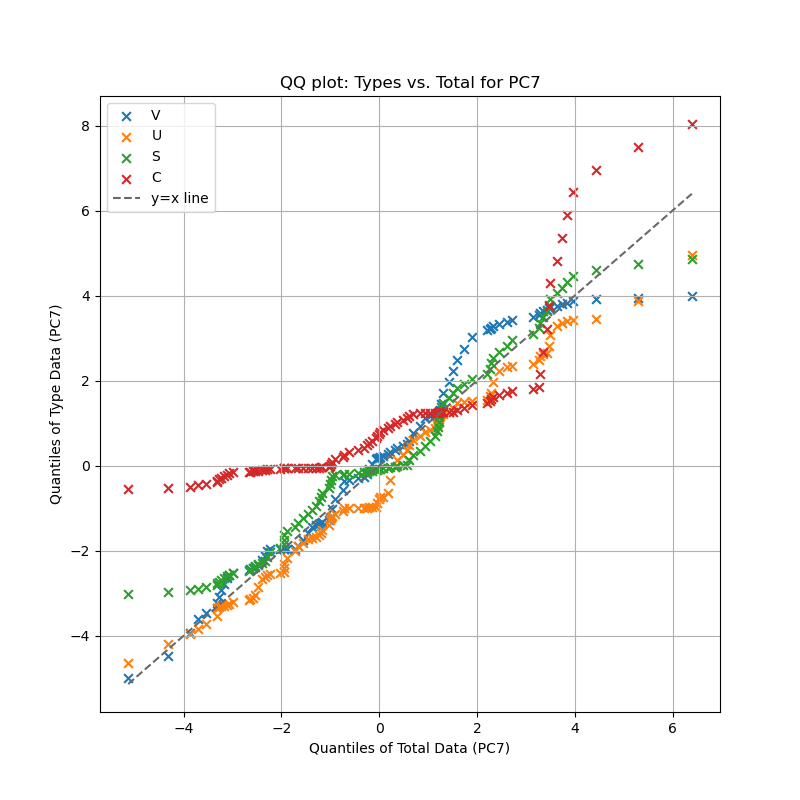 QQ plot: Types vs. Total for PC7
V
U
S
C
y=x line
8
6
4
2
0
−2
−4
−4
−2
0
2
4
6
Quantiles of Type Data (PC7)
Quantiles of Total Data (PC7)